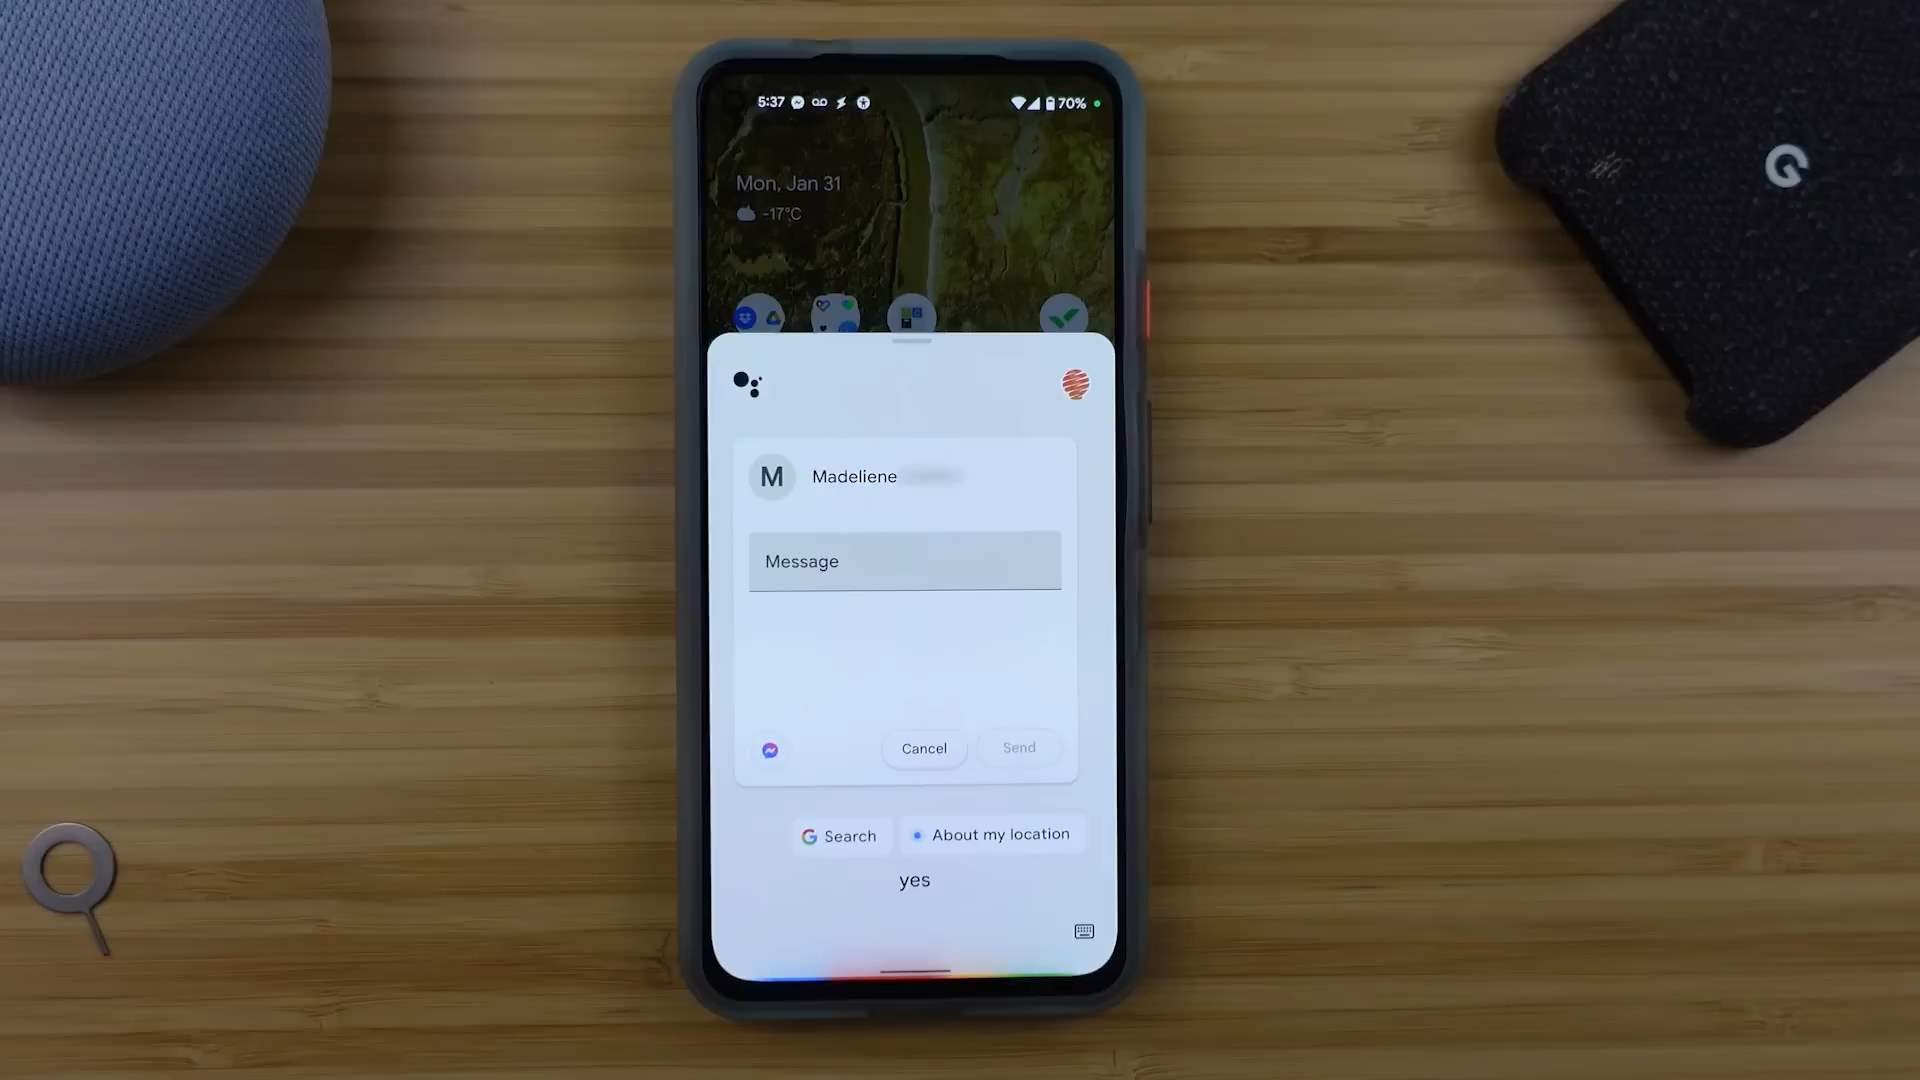 5:37
70%
Mon, Jan 31
-17°C
M
Madeliene
Message
Cancel
Send
Search
About my location
yes